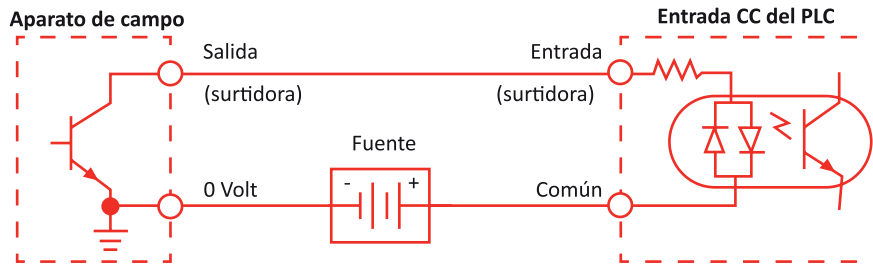 Aparato de campo
Entrada CC del PLC
Salida
Entrada
(surtidora)
(surtidora)
Fuente
- +
0 Volt
Común